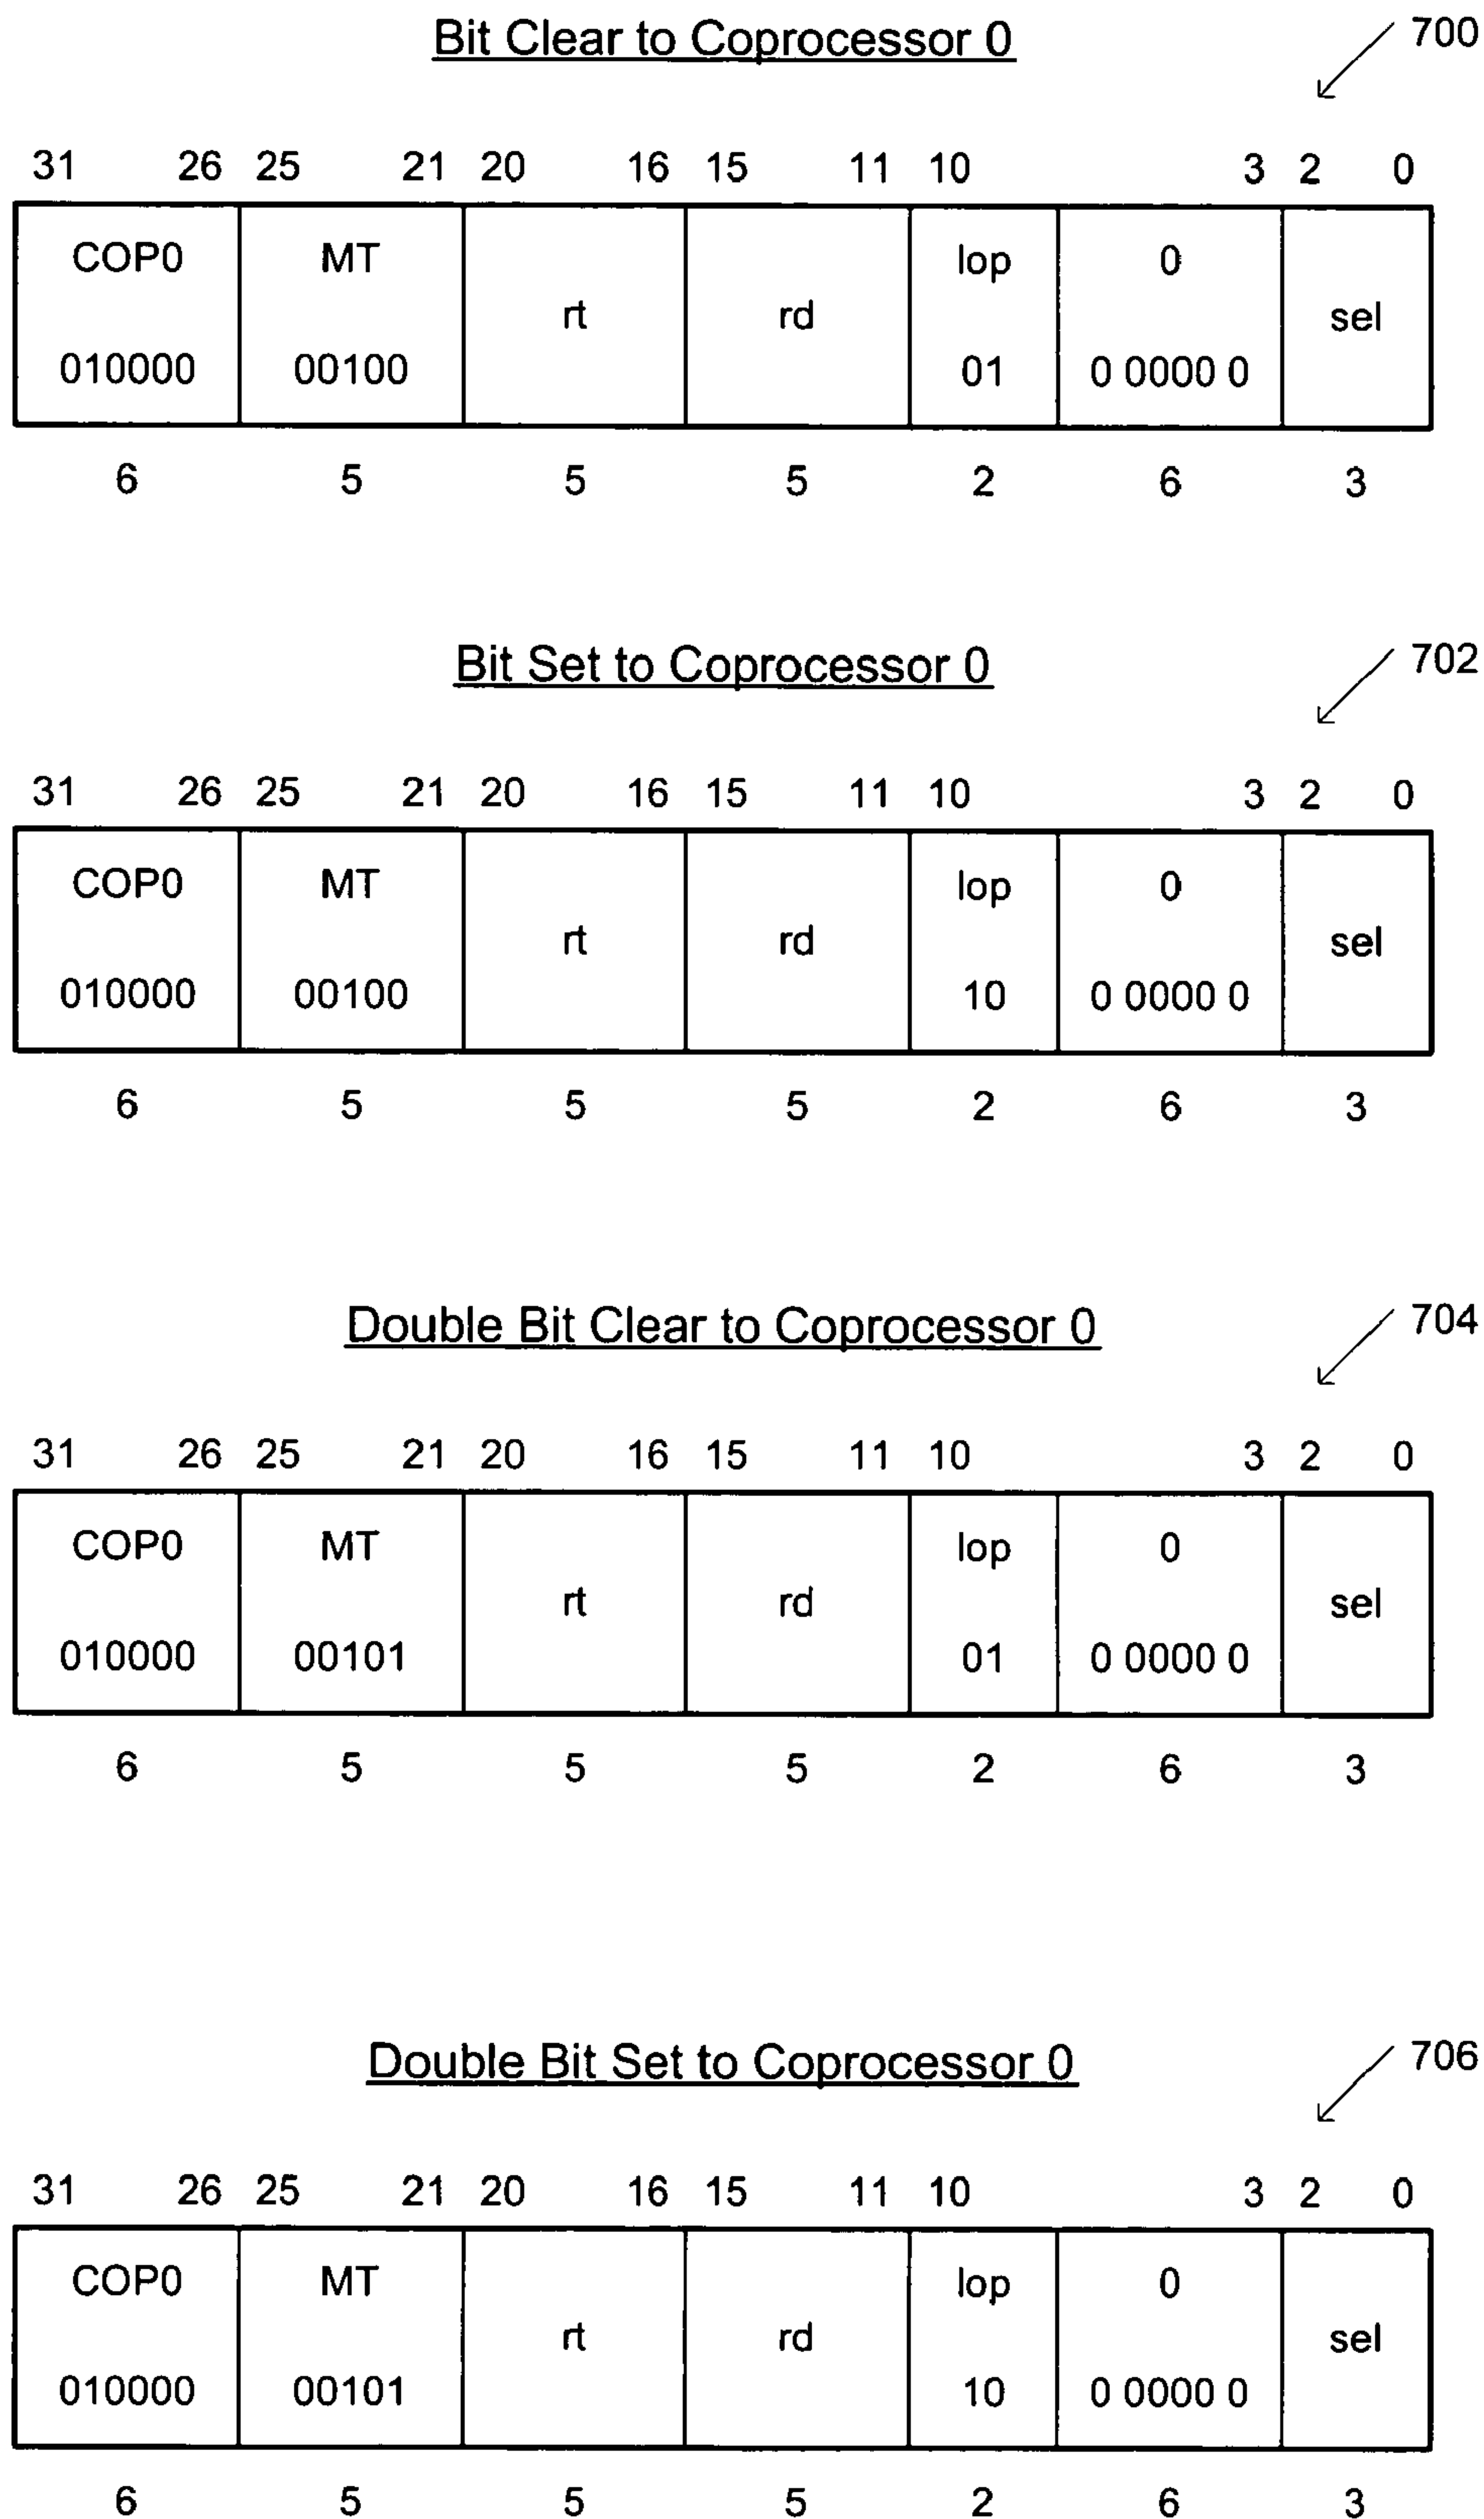 Bit Clear to Coprocessor 0
700
31 26 25 21 20 16 15 11 10 3 2 0
COP0 MT lop 0
rt rd sel
010000 00100 01 0 0000 0
6 5 5 5 2 6 3
Bit Set to Coprocessor 0
702
31 26 25 21 20 16 15 11 10 3 2 0
COP0 MT lop 0
rt rd sel
010000 00100 10 0 0000 0
6 5 5 5 2 6 3
Double Bit Clear to Coprocessor 0
704
31 26 25 21 20 16 15 11 10 3 2 0
COP0 MT lop 0
rt rd sel
010000 00101 01 0 0000 0
6 5 5 5 2 6 3
Double Bit Set to Coprocessor 0
706
31 26 25 21 20 16 15 11 10 3 2 0
COP0 MT lop 0
rt rd sel
010000 00101 10 0 0000 0
6 5 5 5 2 6 3